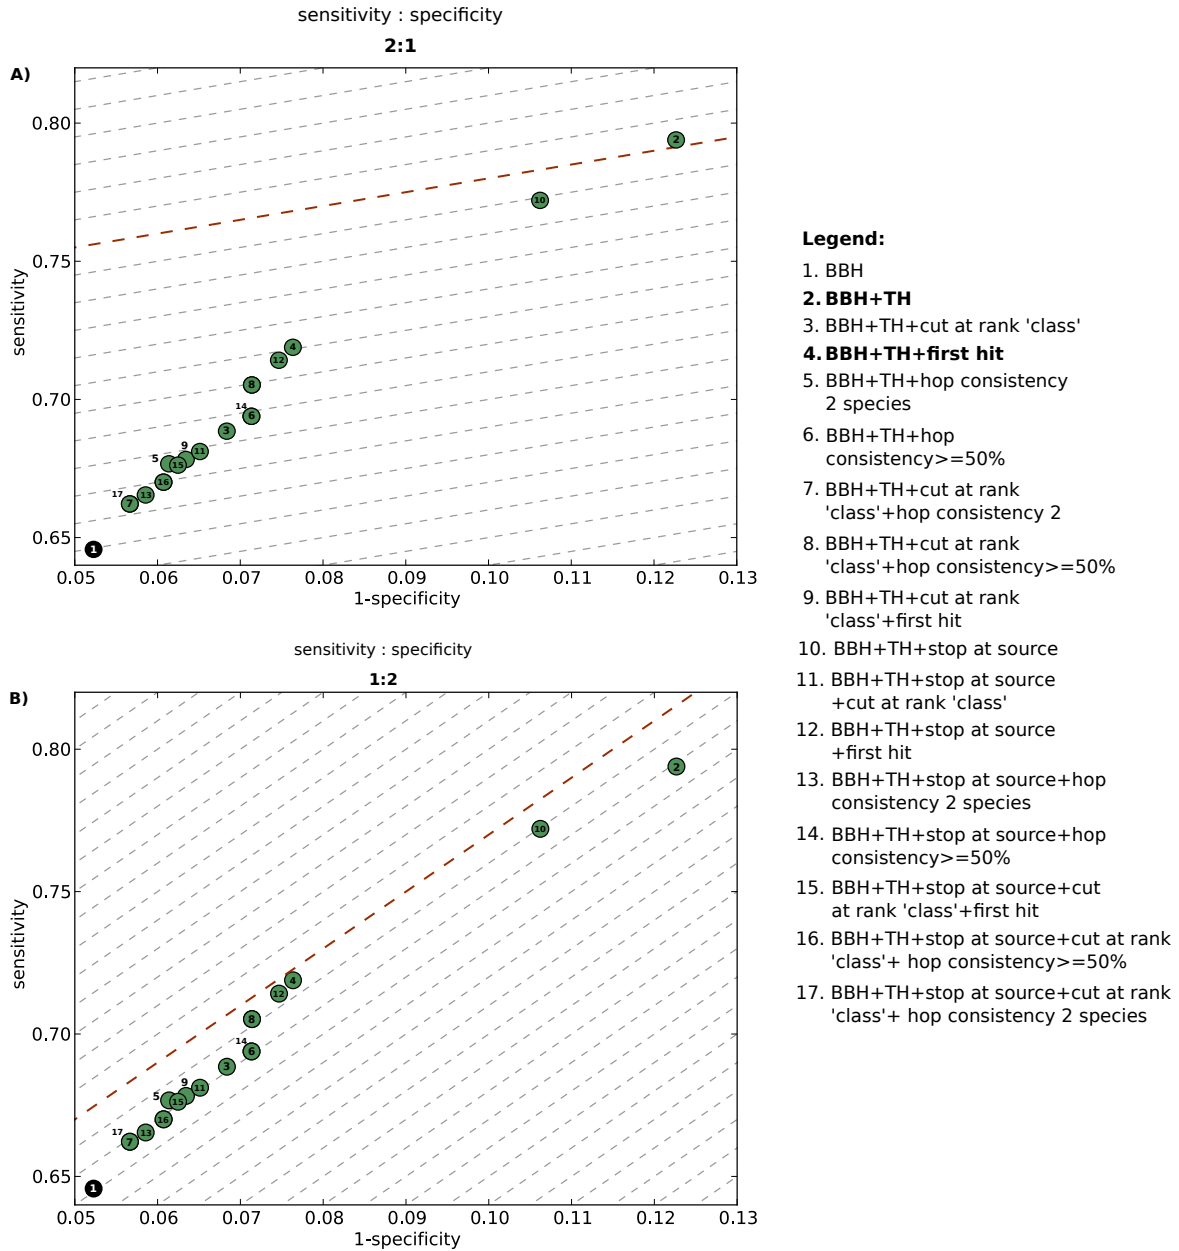 sensitivity : specificity
2:1
A)
0.80
0.75
0.70
0.65
sensitivity
2
10
4
12
8
14
6
3
9
11
5
15
16
17
13
7
1
0.05 0.06 0.07 0.08 0.09 0.10 0.11 0.12 0.13
1-specificity
sensitivity : specificity
1:2
B)
0.80
0.75
0.70
0.65
sensitivity
2
10
4
12
8
14
6
3
9
11
5
15
16
17
13
7
1
0.05 0.06 0.07 0.08 0.09 0.10 0.11 0.12 0.13
1-specificity
Legend:
1. BBH
2. BBH+TH
3. BBH+TH+cut at rank 'class'
4. BBH+TH+first hit
5. BBH+TH+hop consistency
2 species
6. BBH+TH+hop
consistency>=50%
7. BBH+TH+cut at rank
'class'+hop consistency 2
8. BBH+TH+cut at rank
'class'+hop consistency>=50%
9. BBH+TH+cut at rank
'class'+first hit
10. BBH+TH+stop at source
11. BBH+TH+stop at source
+cut at rank 'class'
12. BBH+TH+stop at source
+first hit
13. BBH+TH+stop at source+hop
consistency 2 species
14. BBH+TH+stop at source+hop
consistency>=50%
15. BBH+TH+stop at source+cut
at rank 'class'+first hit
16. BBH+TH+stop at source+cut at rank
'class'+ hop consistency>=50%
17. BBH+TH+stop at source+cut at rank
'class'+ hop consistency 2 species